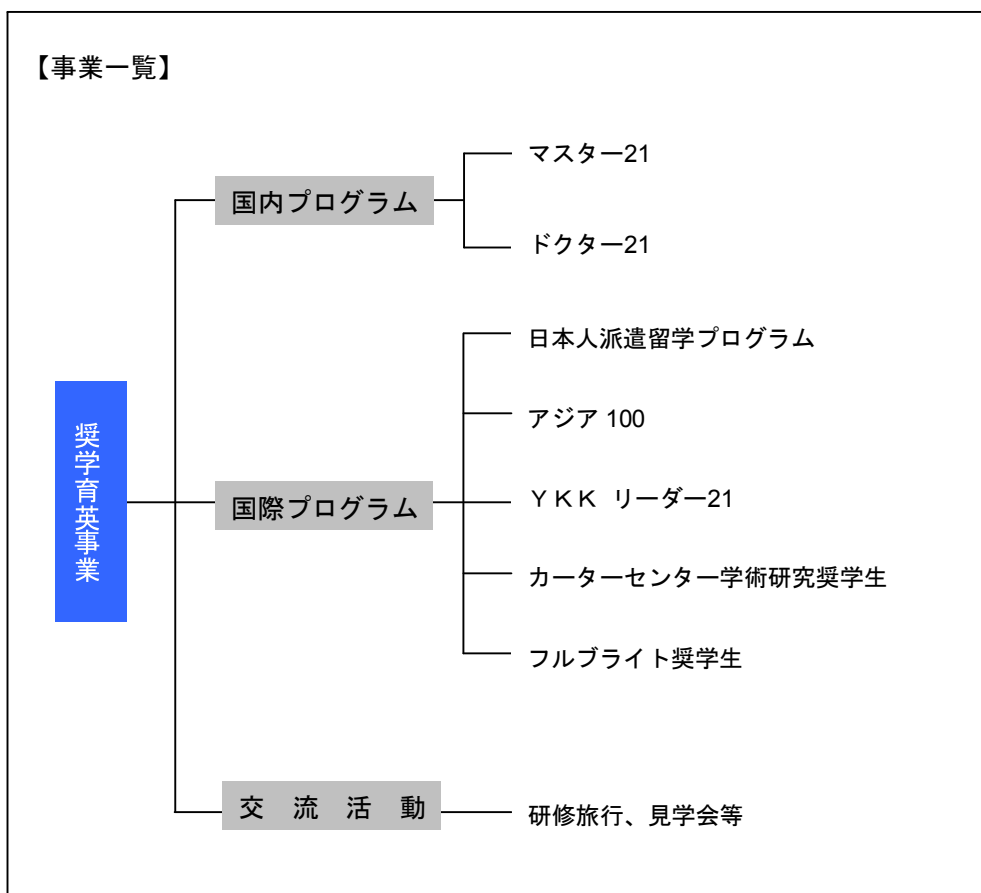 【事業一覧】
奨学育英事業
国内プログラム
マスター21
ドクター21
国際プログラム
日本人派遣留学プログラム
アジア 100
ＹＫＫ リーダー21
カーターセンター学術研究奨学生
フルブライト奨学生
交　流　活　動
研修旅行、見学会等